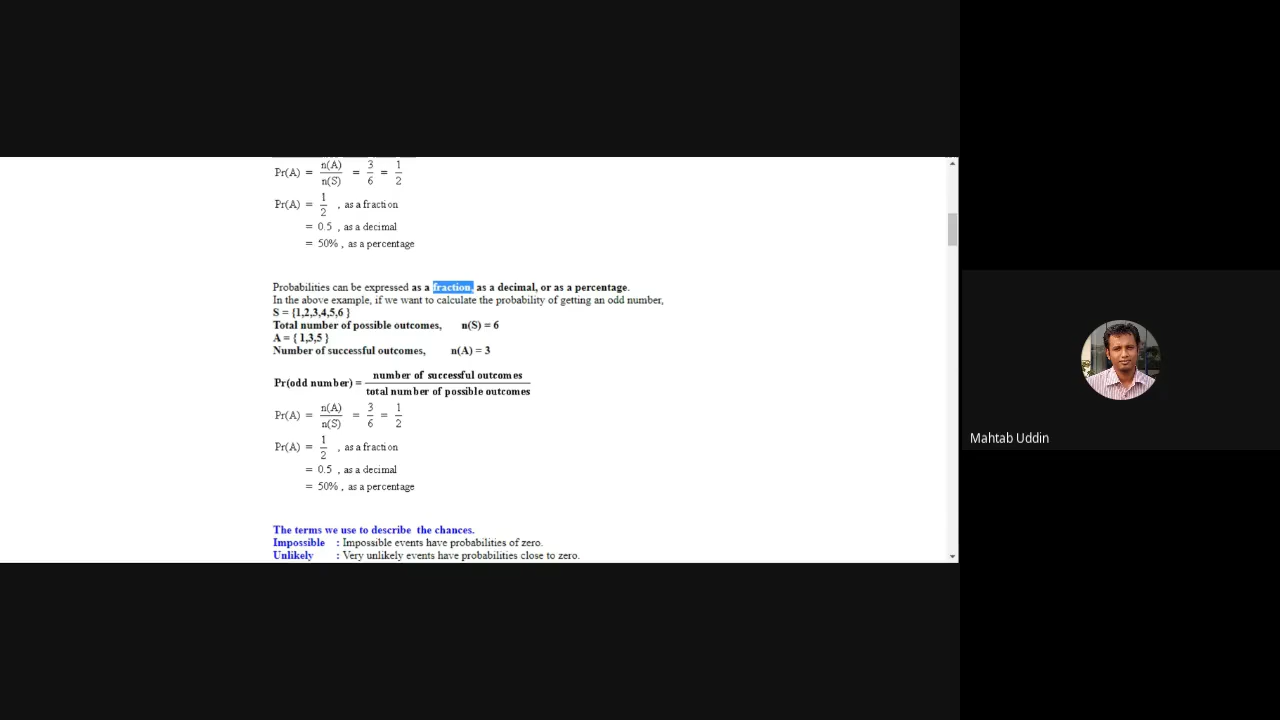 Pr(A) = n(A)/n(S) = 3/6 = 1/2
Pr(A) = 1/2 , as a fraction
= 0.5 , as a decimal
= 50% , as a percentage
Probabilities can be expressed as a fraction, as a decimal, or as a percentage.
In the above example, if we want to calculate the probability of getting an odd number,
S = {1,2,3,4,5,6 }
Total number of possible outcomes, n(S) = 6
A = { 1,3,5 }
Number of successful outcomes, n(A) = 3
Pr(odd number) = number of successful outcomes / total number of possible outcomes
Pr(A) = n(A)/n(S) = 3/6 = 1/2
Pr(A) = 1/2 , as a fraction
= 0.5 , as a decimal
= 50% , as a percentage
The terms we use to describe the chances.
Impossible : Impossible events have probabilities of zero.
Unlikely : Very unlikely events have probabilities close to zero.
Mahtab Uddin